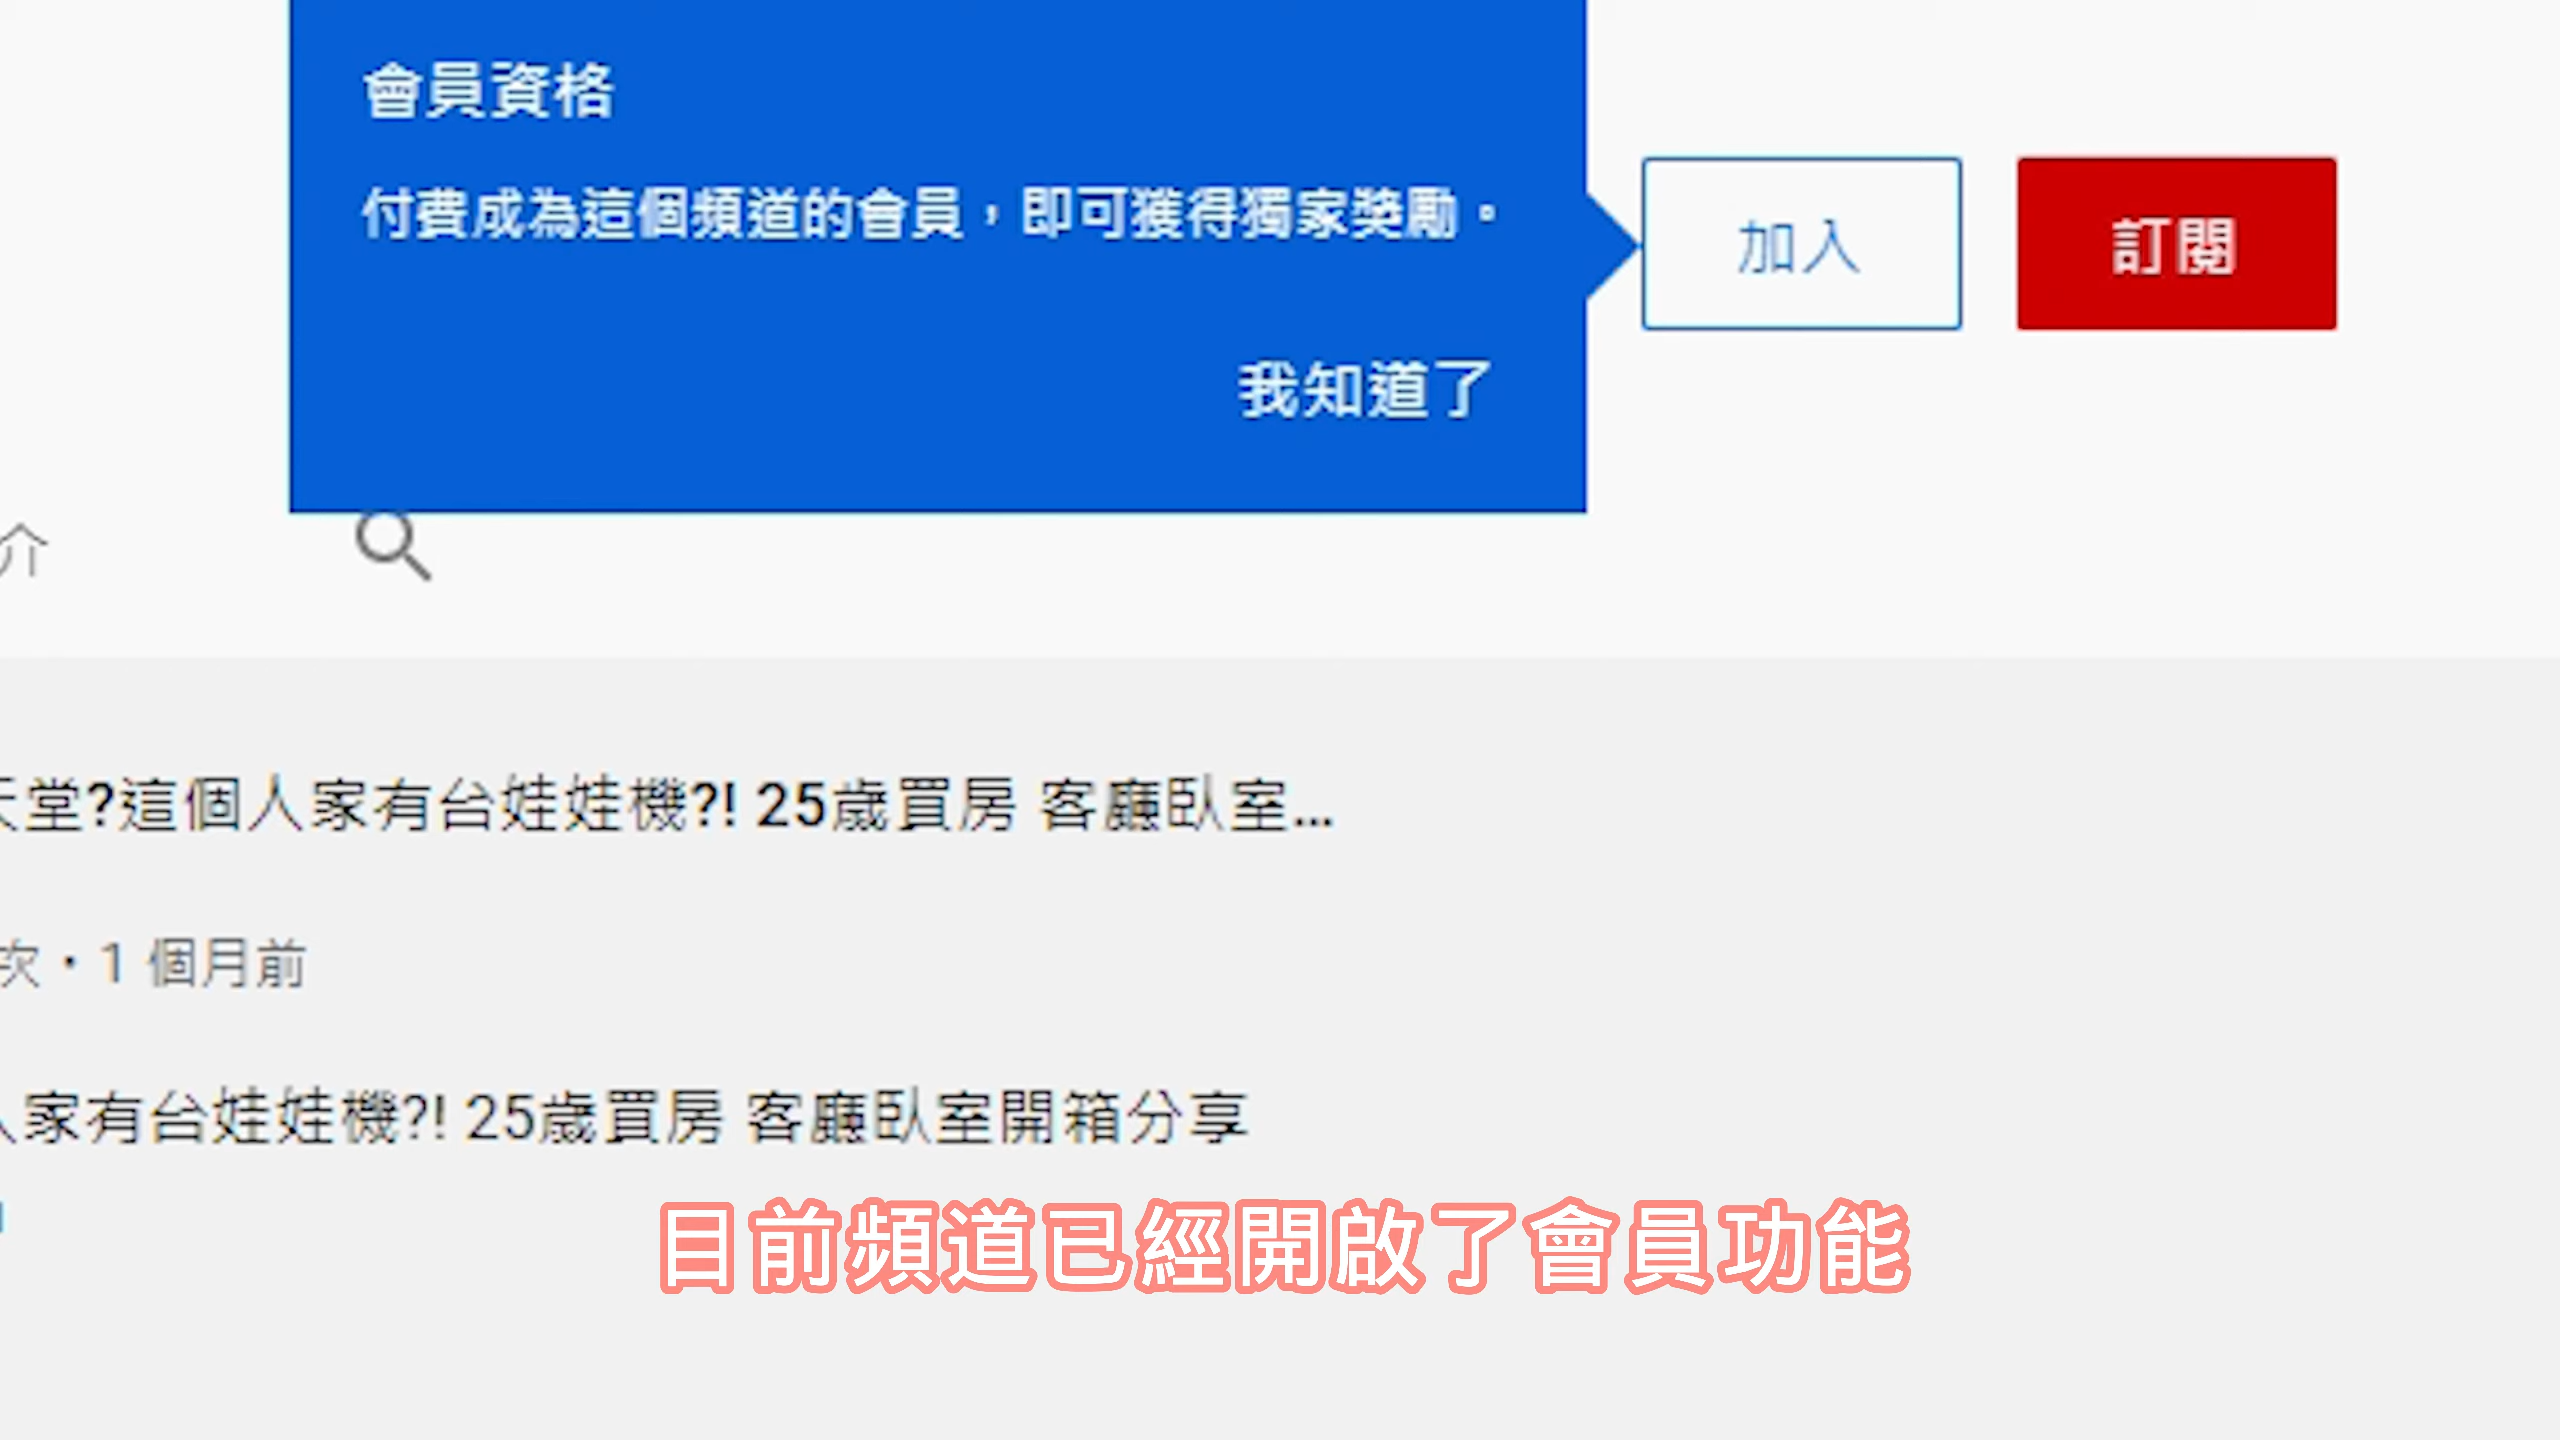 會員資格
付費成為這個頻道的會員，即可獲得獨家獎勵。
加入
訂閱
我知道了
介
天堂?這個人家有台娃娃機?! 25歲買房 客廳臥室...
次・1 個月前
人家有台娃娃機?! 25歲買房 客廳臥室開箱分享
目前頻道已經開啟了會員功能